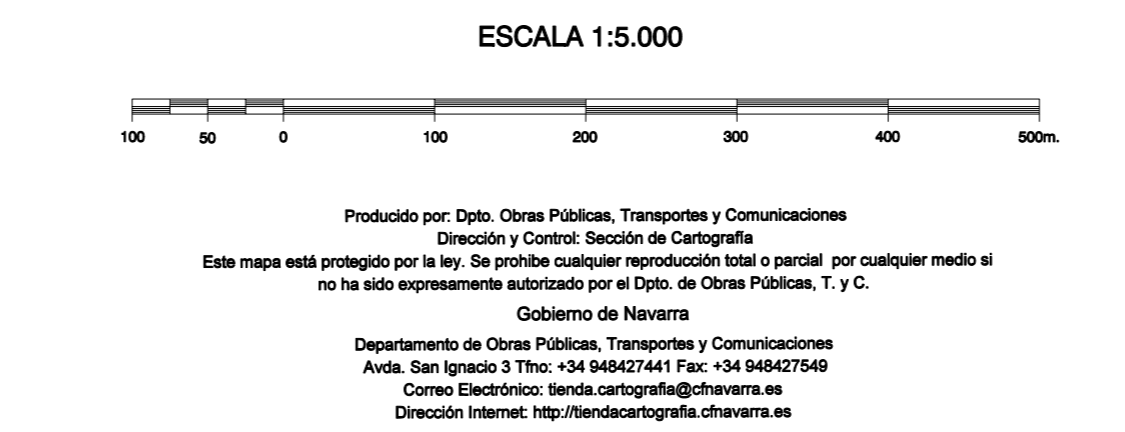 ESCALA 1:5.000
100 50 0 100 200 300 400 500m.
Producido por: Dpto. Obras Públicas, Transportes y Comunicaciones
Dirección y Control: Sección de Cartografía
Este mapa está protegido por la ley. Se prohibe cualquier reproducción total o parcial por cualquier medio si
no ha sido expresamente autorizado por el Dpto. de Obras Públicas, T. y C.
Gobierno de Navarra
Departamento de Obras Públicas, Transportes y Comunicaciones
Avda. San Ignacio 3 Tfno: +34 948427441 Fax: +34 948427549
Correo Electrónico: tienda.cartografia@cfnavarra.es
Dirección Internet: http://tiendacartografia.cfnavarra.es